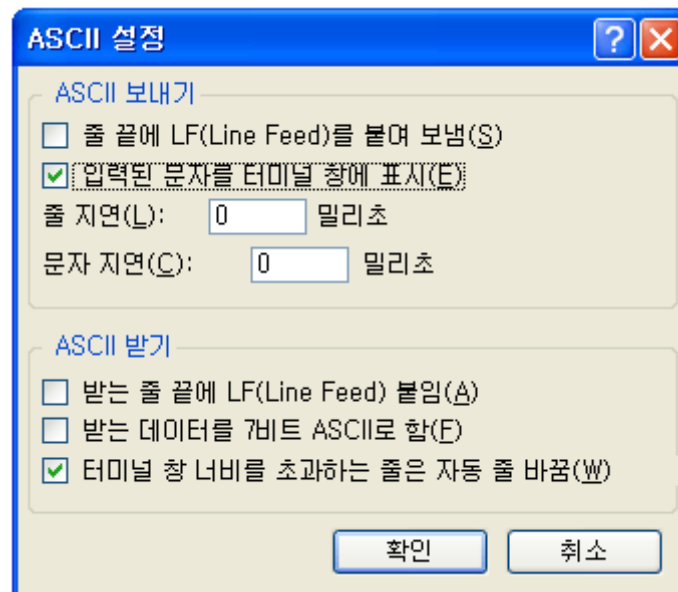 ASCII 설정
ASCII 보내기
줄 끝에 LF(Line Feed)를 붙여 보냄(S)
입력된 문자를 터미널 창에 표시(E)
줄 지연(L): 0 밀리초
문자 지연(C): 0 밀리초
ASCII 받기
받는 줄 끝에 LF(Line Feed) 붙임(A)
받는 데이터를 7비트 ASCII로 함(F)
터미널 창 너비를 초과하는 줄은 자동 줄 바꿈(W)
확인 취소